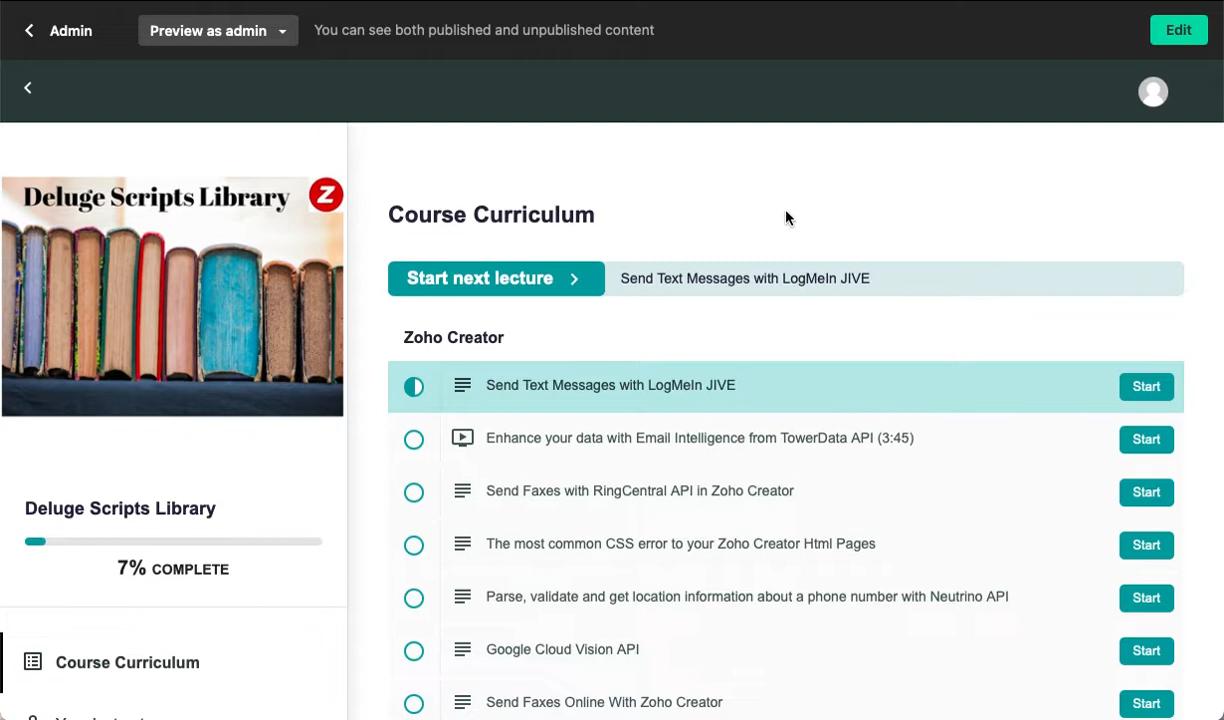 Admin
Preview as admin
You can see both published and unpublished content
Edit
Deluge Scripts Library
Z
Deluge Scripts Library
7% COMPLETE
Course Curriculum
Course Curriculum
Start next lecture
Send Text Messages with LogMeIn JIVE
Zoho Creator
Send Text Messages with LogMeIn JIVE Start
Enhance your data with Email Intelligence from TowerData API (3:45) Start
Send Faxes with RingCentral API in Zoho Creator Start
The most common CSS error to your Zoho Creator Html Pages Start
Parse, validate and get location information about a phone number with Neutrino API Start
Google Cloud Vision API Start
Send Faxes Online With Zoho Creator Start